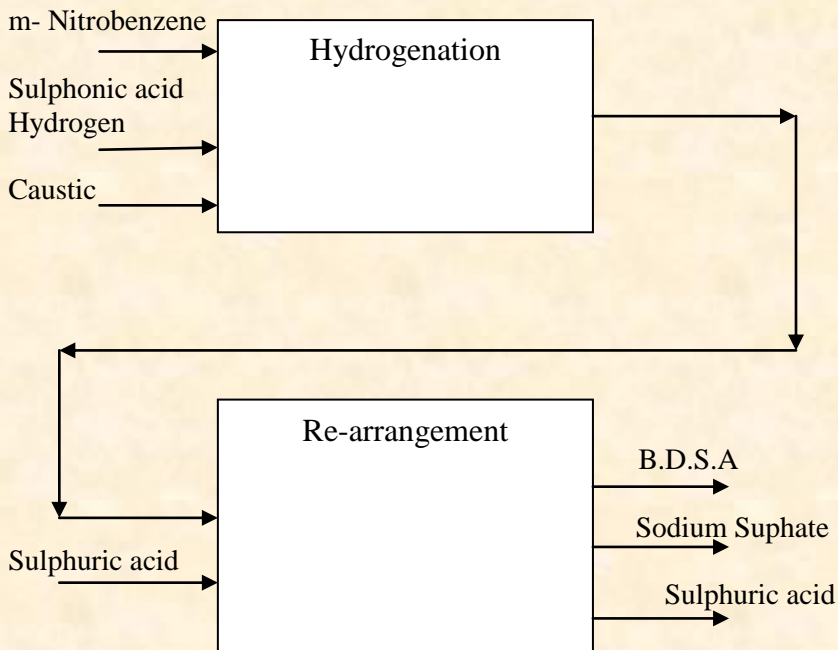 m- Nitrobenzene
Hydrogenation
Sulphonic acid
Hydrogen
Caustic
Re-arrangement
B.D.S.A
Sodium Suphate
Sulphuric acid
Sulphuric acid